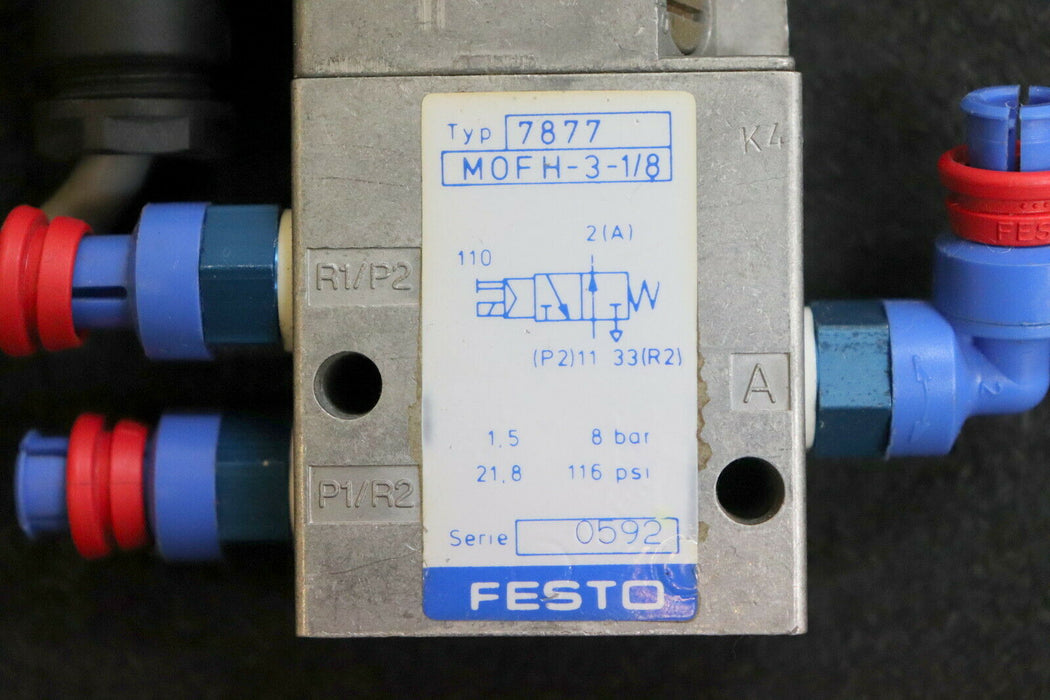 Typ 7877
MOFH-3-1/8
K4
2(A)
110
R1/P2
(P2)11 33(R2)
A
1,5 8 bar
21,8 116 psi
P1/R2
Serie 0592
FESTO
FES